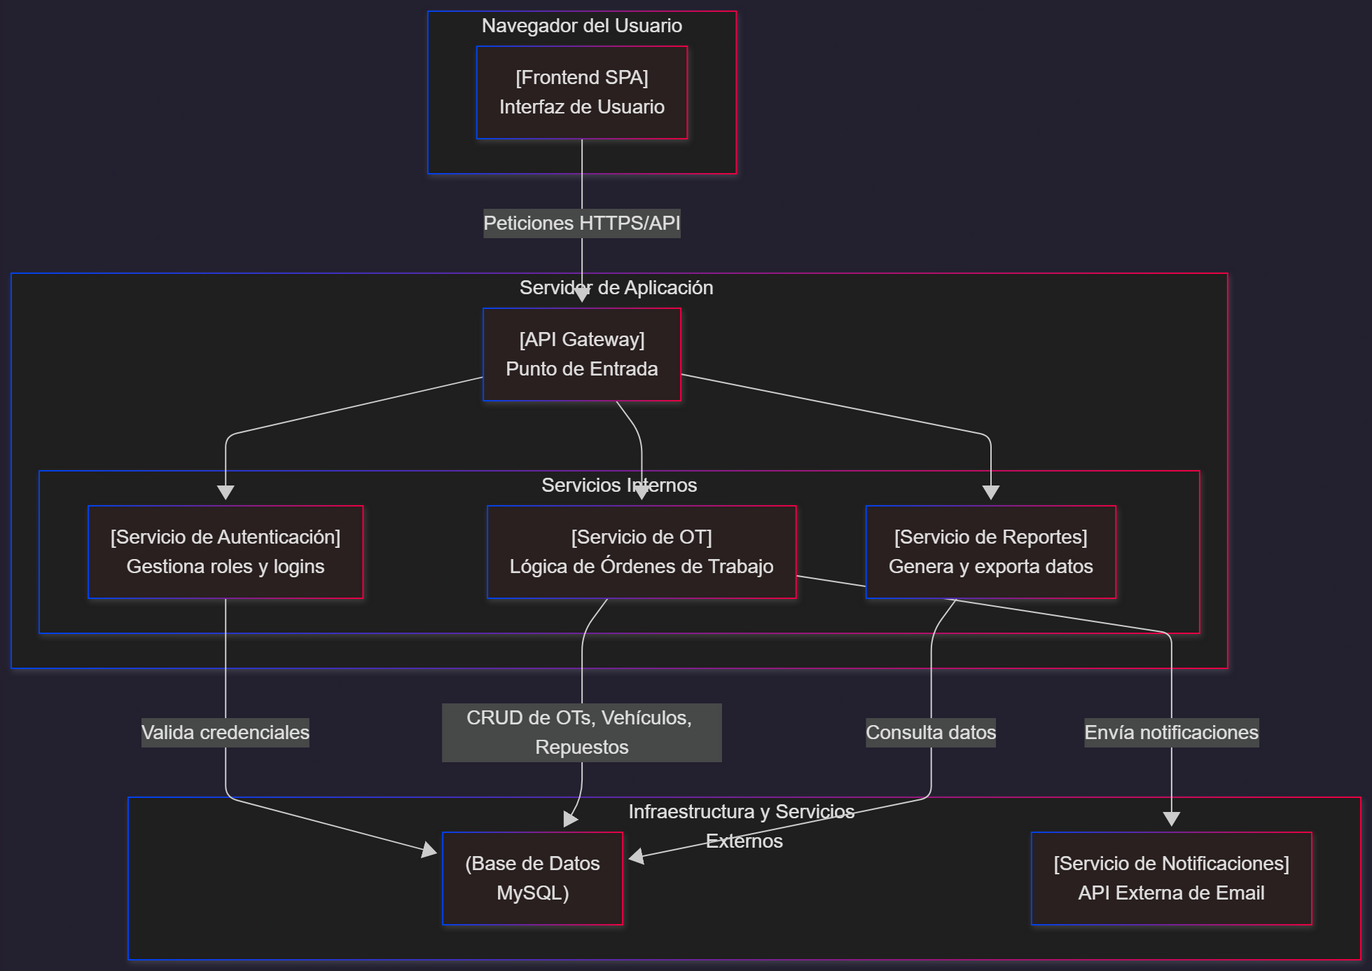 Navegador del Usuario
[Frontend SPA]
Interfaz de Usuario
Peticiones HTTPS/API
Servidor de Aplicación
[API Gateway]
Punto de Entrada
Servicios Internos
[Servicio de Autenticación]
Gestiona roles y logins
[Servicio de OT]
Lógica de Órdenes de Trabajo
[Servicio de Reportes]
Genera y exporta datos
Valida credenciales
CRUD de OTs, Vehículos,
Repuestos
Consulta datos
Envía notificaciones
Infraestructura y Servicios
Externos
(Base de Datos
MySQL)
[Servicio de Notificaciones]
API Externa de Email